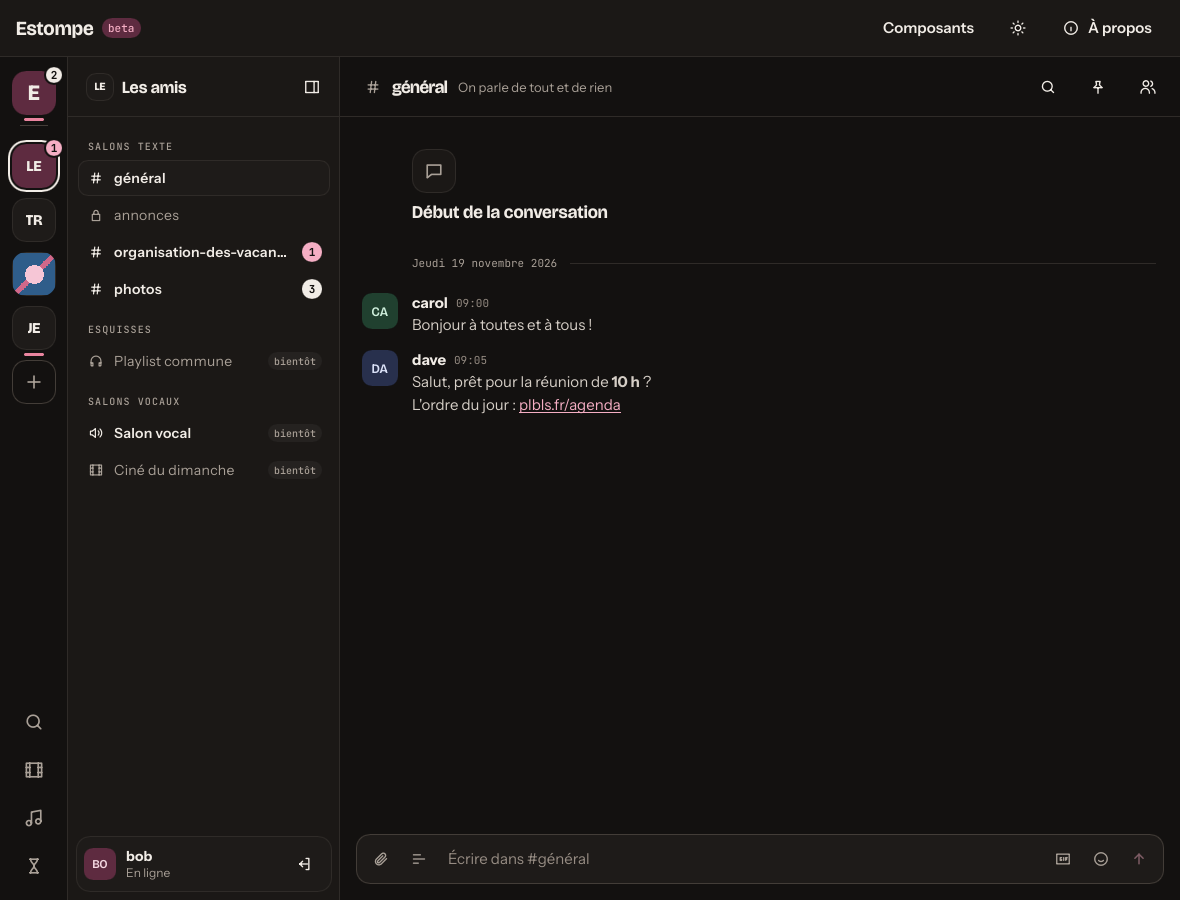 Estompe beta
Composants
À propos
E 2
LE 1
TR
JE
LE Les amis
SALONS TEXTE
# général
annonces
# organisation-des-vacan… 1
# photos 3
ESQUISSES
Playlist commune bientôt
SALONS VOCAUX
Salon vocal bientôt
Ciné du dimanche bientôt
BO bob
En ligne
# général On parle de tout et de rien
Début de la conversation
Jeudi 19 novembre 2026
CA carol 09:00
Bonjour à toutes et à tous !
DA dave 09:05
Salut, prêt pour la réunion de 10 h ?
L'ordre du jour : plbls.fr/agenda
Écrire dans #général
GIF